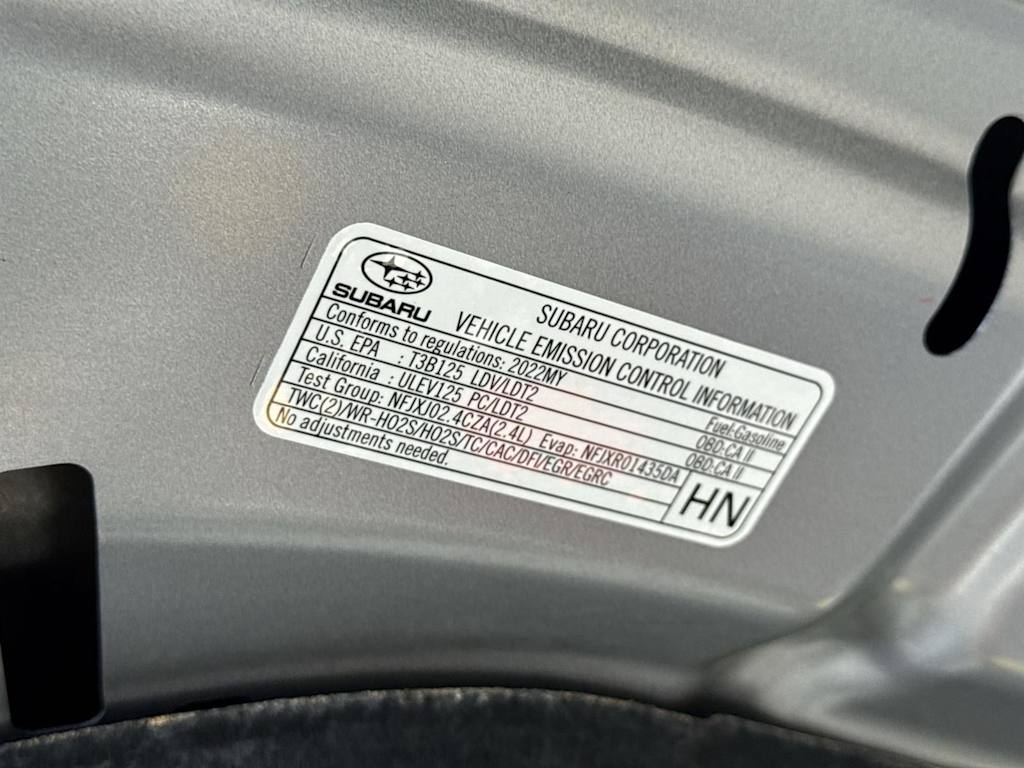 SUBARU
SUBARU CORPORATION
VEHICLE EMISSION CONTROL INFORMATION
Conforms to regulations: 2022MY Fuel-Gasoline
U.S. EPA : T3B125 LDV/LDT2 OBD-CA II
California : ULEV125 PC/LDT2 OBD-CA II
Test Group: NFJXJ02.4CZA(2.4L) Evap: NFJXR01435DA
TWC(2)/WR-HO2S/HO2S/TC/CAC/DFI/EGR/EGRC
No adjustments needed.
HN